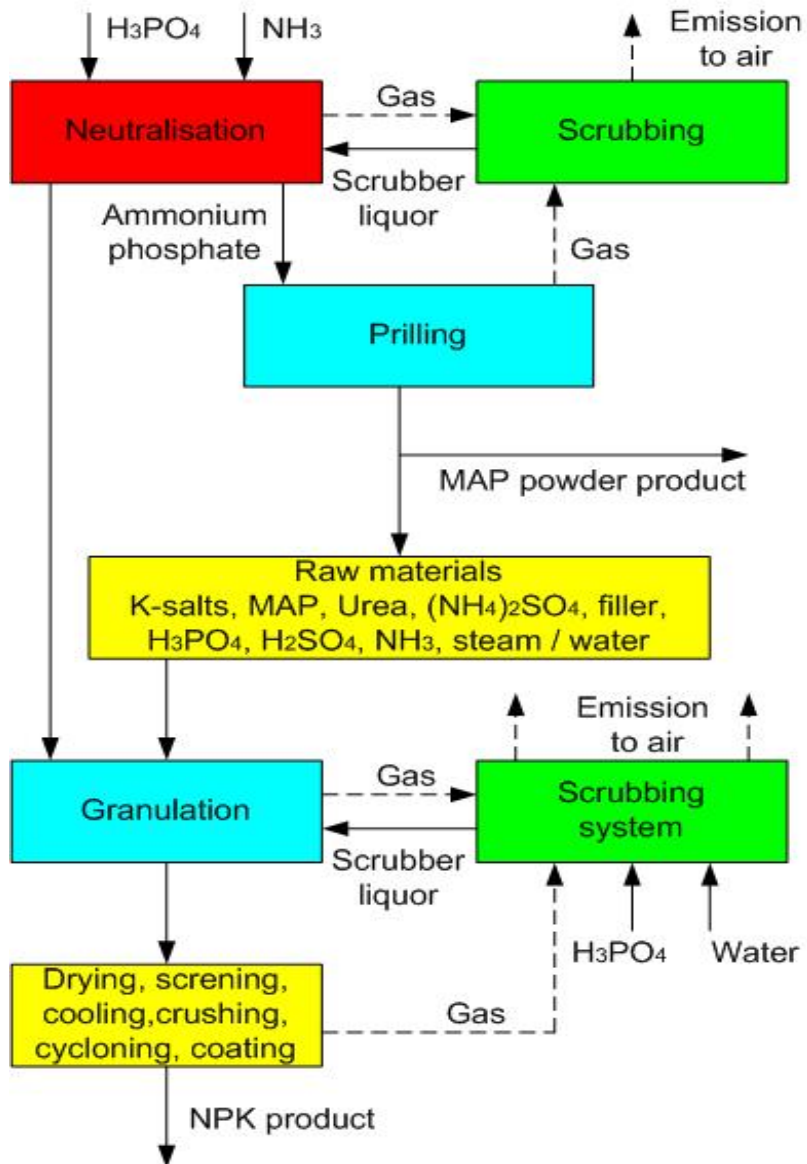 H₃PO₄
NH₃
Emission
to air
Neutralisation
Gas
Scrubbing
Scrubber
liquor
Ammonium
phosphate
Gas
Prilling
MAP powder product
Raw materials
K-salts, MAP, Urea, (NH₄)₂SO₄, filler,
H₃PO₄, H₂SO₄, NH₃, steam / water
Emission
to air
Granulation
Gas
Scrubbing
system
Scrubber
liquor
H₃PO₄
Water
Drying, screning,
cooling,crushing,
cycloning, coating
Gas
NPK product